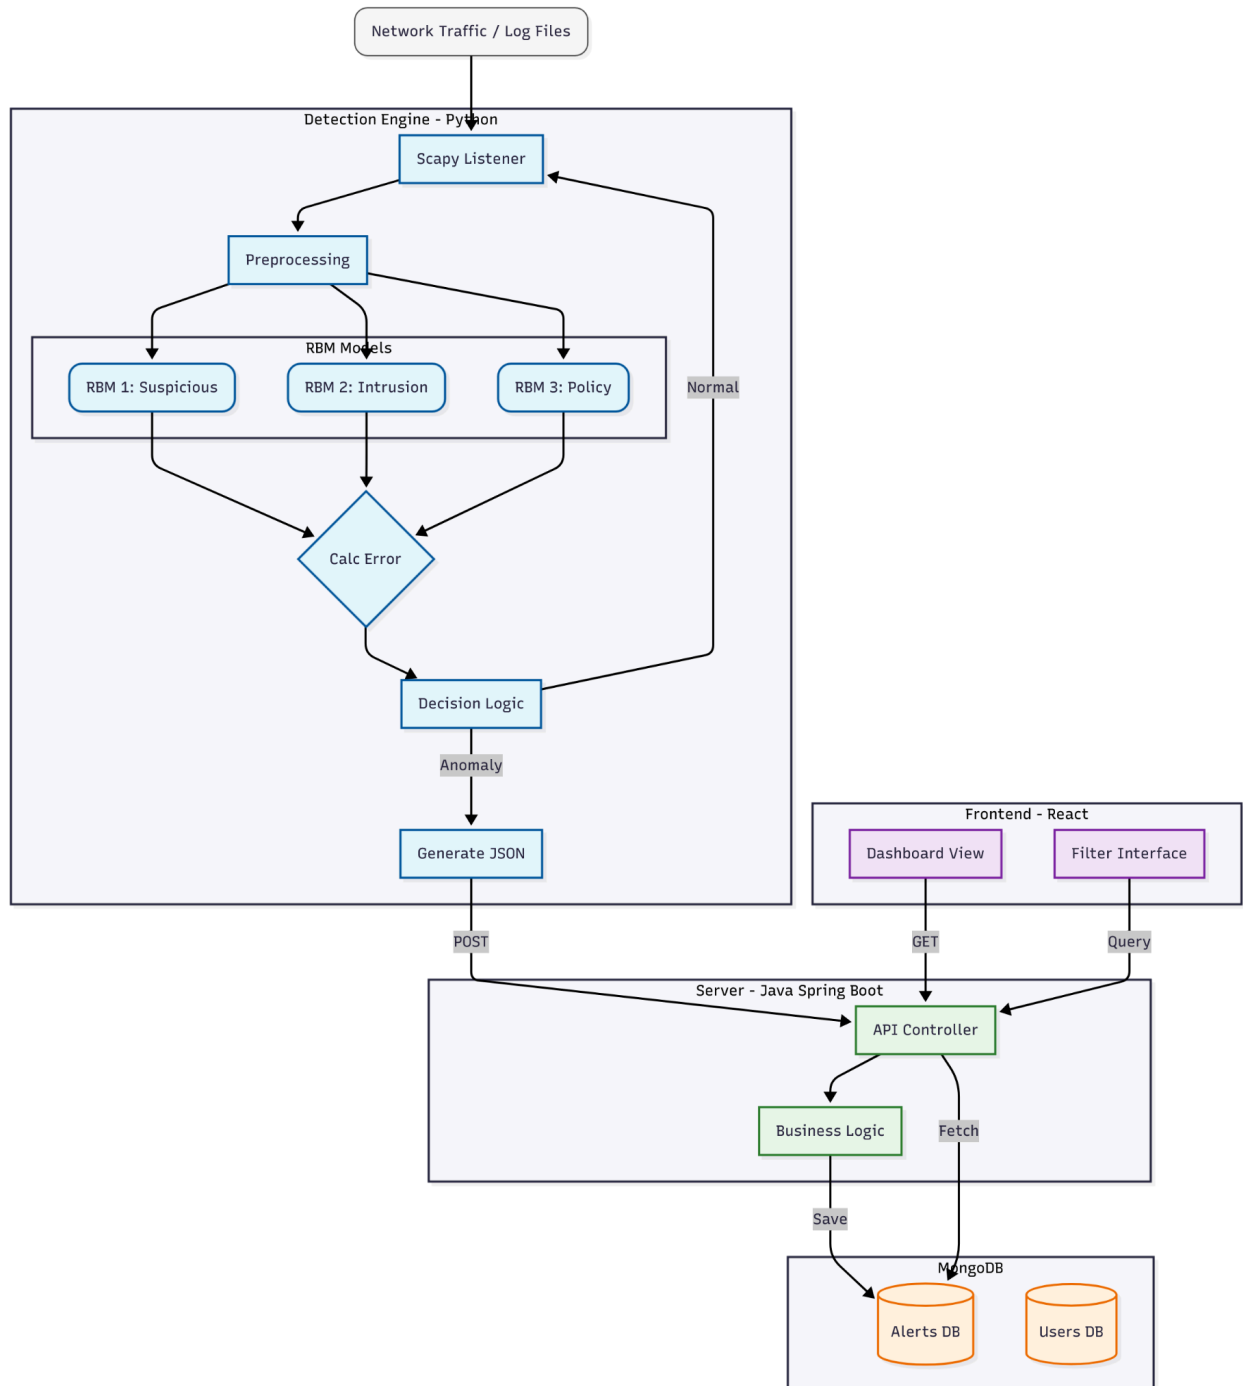 Network Traffic / Log Files
Detection Engine - Python
Scapy Listener
Preprocessing
RBM Models
RBM 1: Suspicious
RBM 2: Intrusion
RBM 3: Policy
Normal
Calc Error
Decision Logic
Anomaly
Generate JSON
Frontend - React
Dashboard View
Filter Interface
POST
GET
Query
Server - Java Spring Boot
API Controller
Business Logic
Fetch
Save
MongoDB
Alerts DB
Users DB